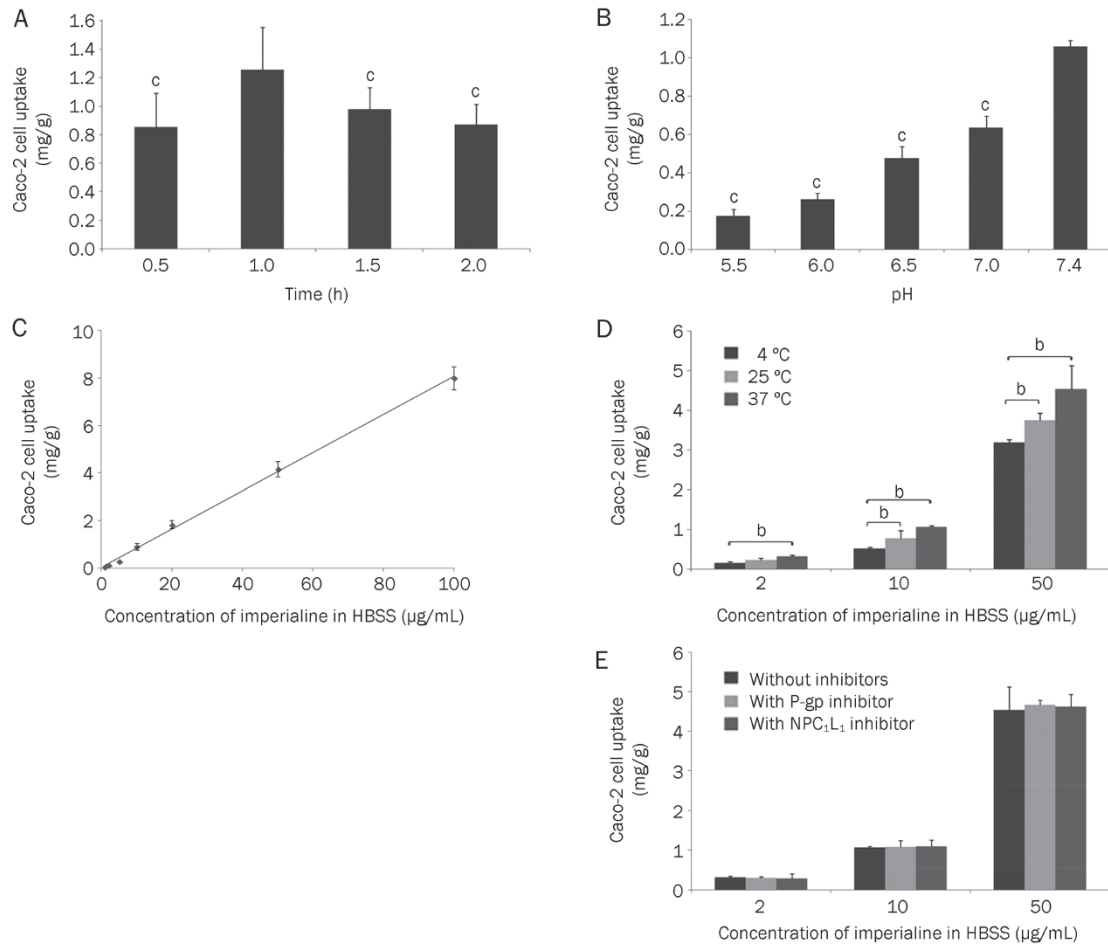 A
Caco-2 cell uptake
(mg/g)
1.6
1.4
1.2
1.0
0.8
0.6
0.4
0.2
0.0
c
c
c
0.5
1.0
1.5
2.0
Time (h)
B
Caco-2 cell uptake
(mg/g)
1.2
1.0
0.8
0.6
0.4
0.2
0.0
c
c
c
c
5.5
6.0
6.5
7.0
7.4
pH
C
Caco-2 cell uptake
(mg/g)
10
8
6
4
2
0
0
20
40
60
80
100
Concentration of imperialine in HBSS (μg/mL)
D
Caco-2 cell uptake
(mg/g)
6
5
4
3
2
1
0
4 ºC
25 ºC
37 ºC
b
b
b
b
b
2
10
50
Concentration of imperialine in HBSS (μg/mL)
E
Caco-2 cell uptake
(mg/g)
6
5
4
3
2
1
0
Without inhibitors
With P-gp inhibitor
With NPC₁L₁ inhibitor
2
10
50
Concentration of imperialine in HBSS (μg/mL)